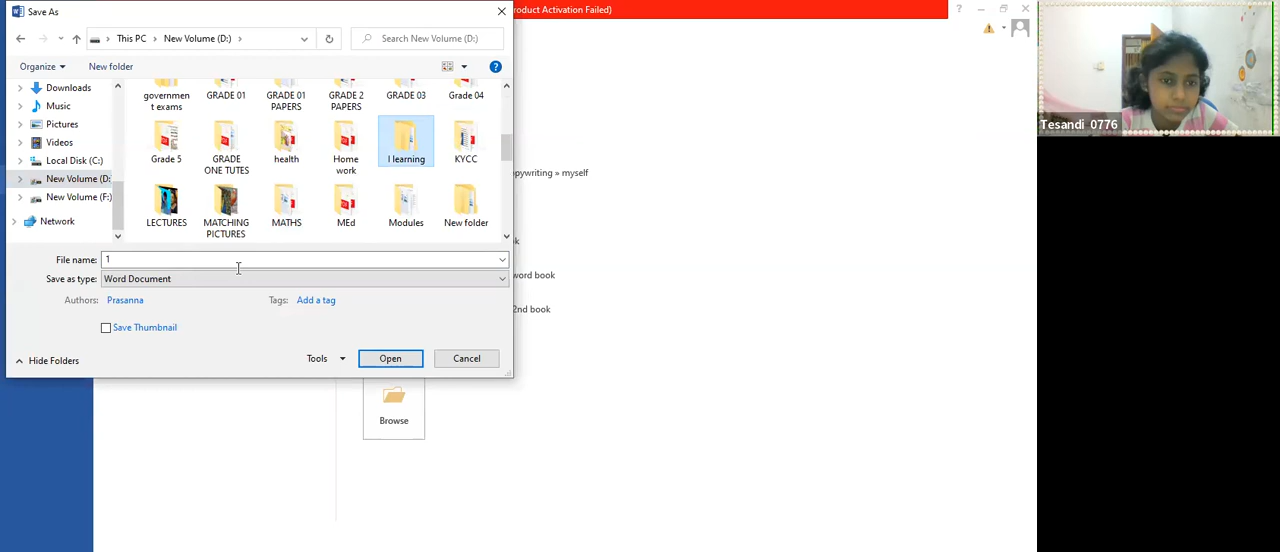 Save As
roduct Activation Failed)
?
This PC > New Volume (D:) >
Search New Volume (D:)
Organize
New folder
Downloads
Music
Pictures
Videos
Local Disk (C:)
New Volume (D:
New Volume (F:)
Network
governmen
t exams
GRADE 01
GRADE 01
PAPERS
GRADE 2
PAPERS
GRADE 03
Grade 04
Grade 5
GRADE
ONE TUTES
health
Home
work
I learning
KYCC
LECTURES
MATCHING
PICTURES
MATHS
MEd
Modules
New folder
File name: 1
Save as type: Word Document
Authors: Prasanna
Tags: Add a tag
Save Thumbnail
Hide Folders
Tools
Open
Cancel
pywriting » myself
k
word book
2nd book
Browse
Tesandi 0776